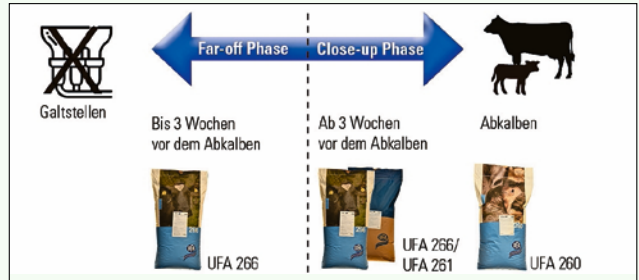 Far-off Phase
Close-up Phase
Galtstellen
Bis 3 Wochen
vor dem Abkalben
Ab 3 Wochen
vor dem Abkalben
Abkalben
UFA 266
UFA 266/
UFA 261
UFA 260